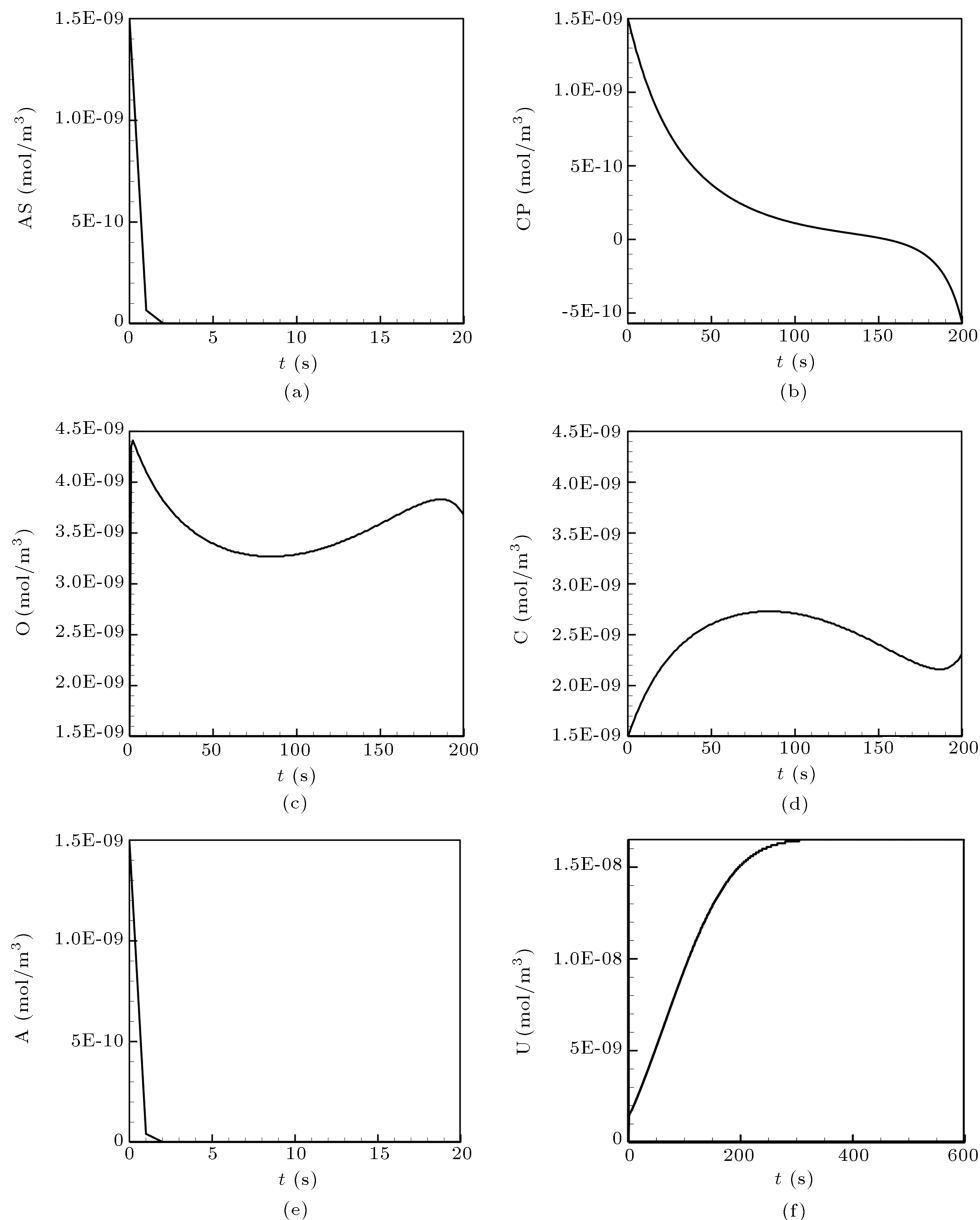 1.5E-09
1.0E-09
5E-10
0
AS (mol/m³)
0 5 10 15 20
t (s)
(a)
1.5E-09
1.0E-09
5E-10
0
-5E-10
CP (mol/m³)
0 50 100 150 200
t (s)
(b)
4.5E-09
4.0E-09
3.5E-09
3.0E-09
2.5E-09
2.0E-09
1.5E-09
O (mol/m³)
0 50 100 150 200
t (s)
(c)
4.5E-09
4.0E-09
3.5E-09
3.0E-09
2.5E-09
2.0E-09
1.5E-09
C (mol/m³)
0 50 100 150 200
t (s)
(d)
1.5E-09
1.0E-09
5E-10
0
A (mol/m³)
0 5 10 15 20
t (s)
(e)
1.5E-08
1.0E-08
5E-09
0
U (mol/m³)
0 200 400 600
t (s)
(f)